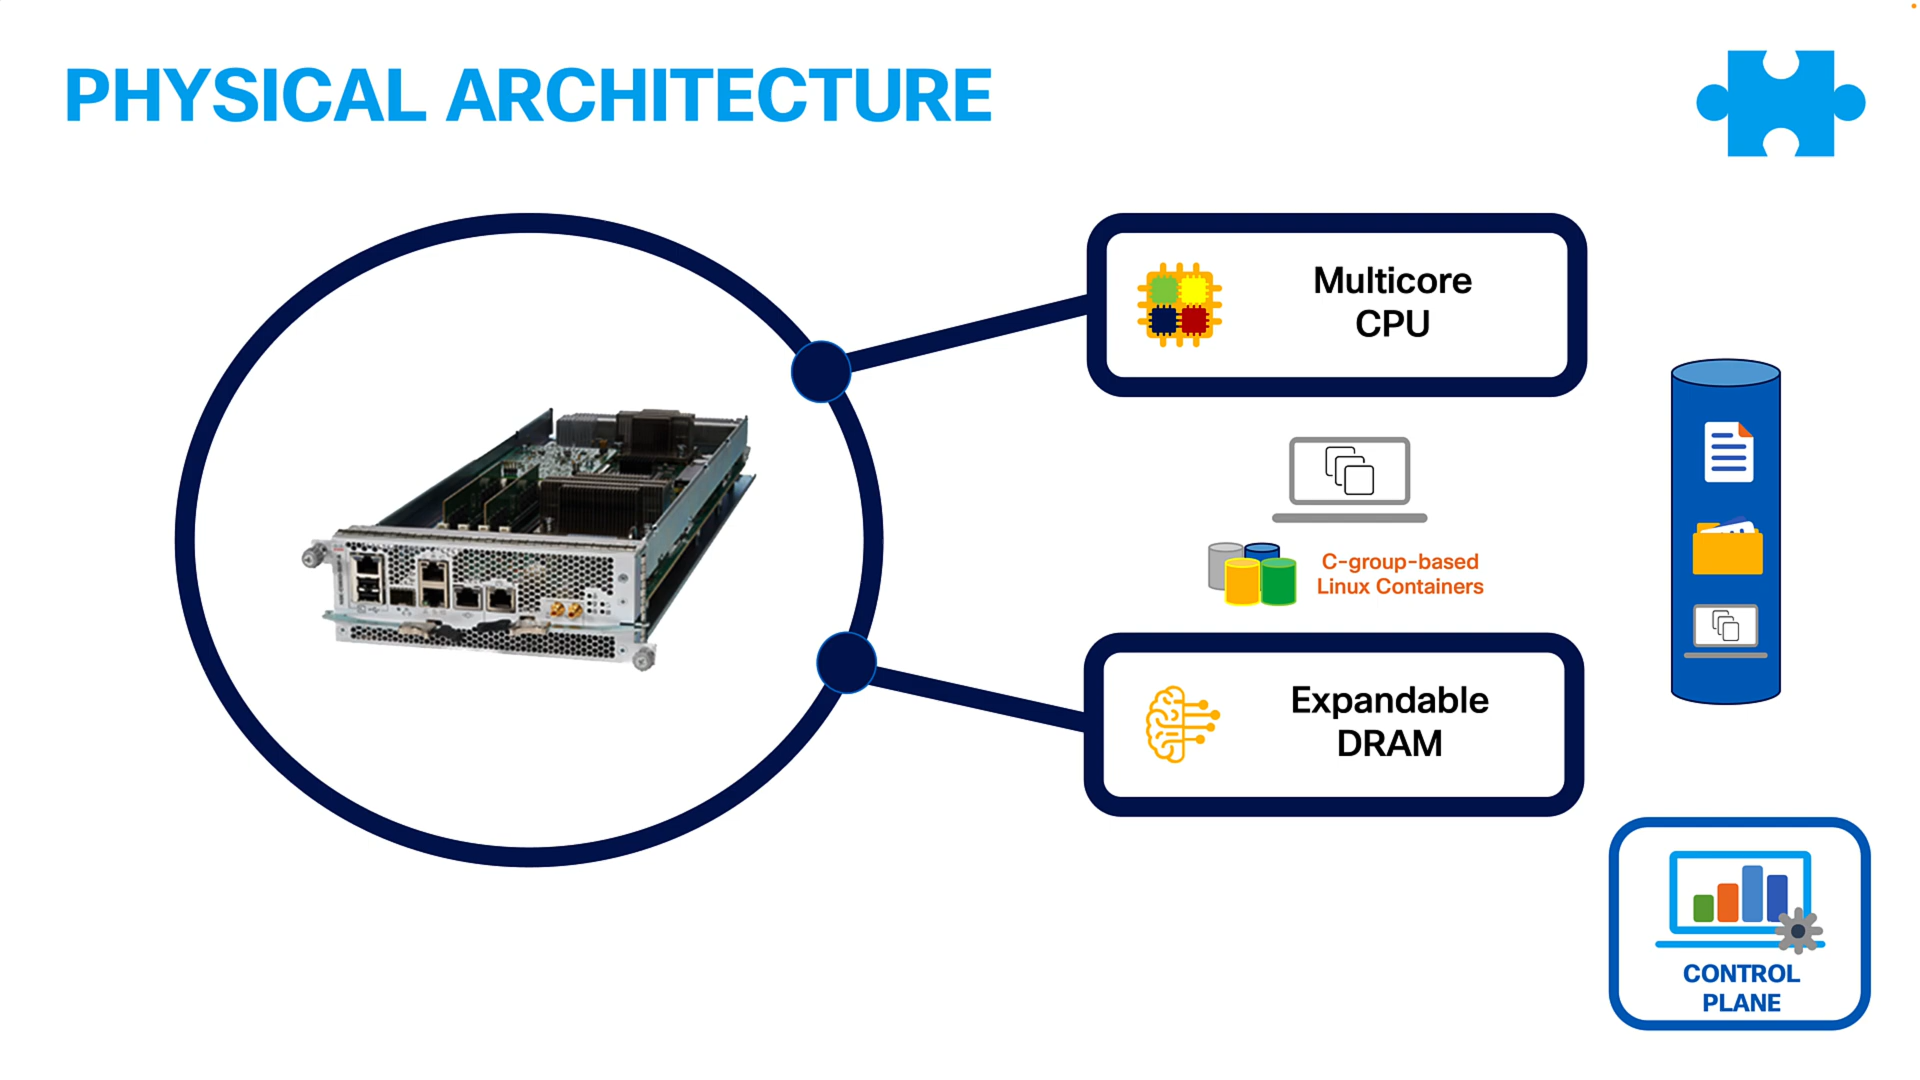 PHYSICAL ARCHITECTURE
Multicore
CPU
C-group-based
Linux Containers
Expandable
DRAM
CONTROL
PLANE